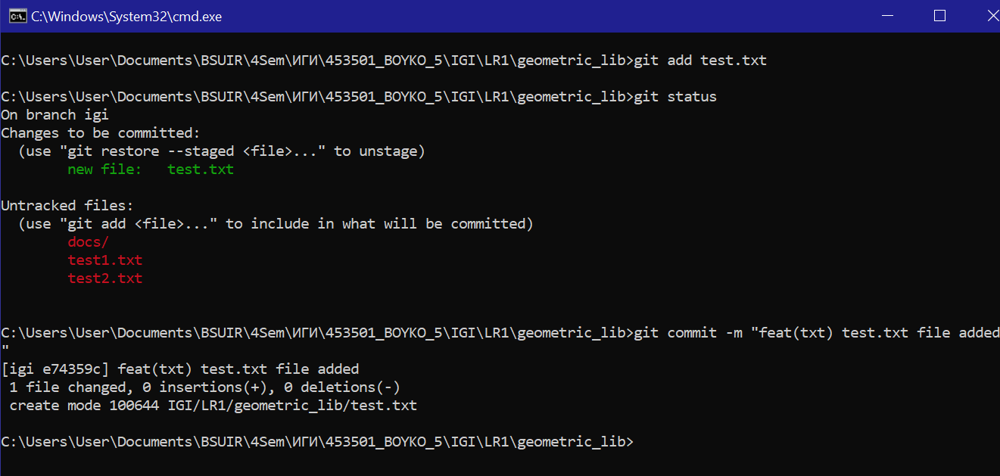 C:\Windows\System32\cmd.exe
C:\Users\User\Documents\BSUIR\4Sem\ИГИ\453501_BOYKO_5\IGI\LR1\geometric_lib>git add test.txt
C:\Users\User\Documents\BSUIR\4Sem\ИГИ\453501_BOYKO_5\IGI\LR1\geometric_lib>git status
On branch igi
Changes to be committed:
  (use "git restore --staged <file>..." to unstage)
        new file:   test.txt
Untracked files:
  (use "git add <file>..." to include in what will be committed)
        docs/
        test1.txt
        test2.txt
C:\Users\User\Documents\BSUIR\4Sem\ИГИ\453501_BOYKO_5\IGI\LR1\geometric_lib>git commit -m "feat(txt) test.txt file added
"
[igi e74359c] feat(txt) test.txt file added
 1 file changed, 0 insertions(+), 0 deletions(-)
 create mode 100644 IGI/LR1/geometric_lib/test.txt
C:\Users\User\Documents\BSUIR\4Sem\ИГИ\453501_BOYKO_5\IGI\LR1\geometric_lib>